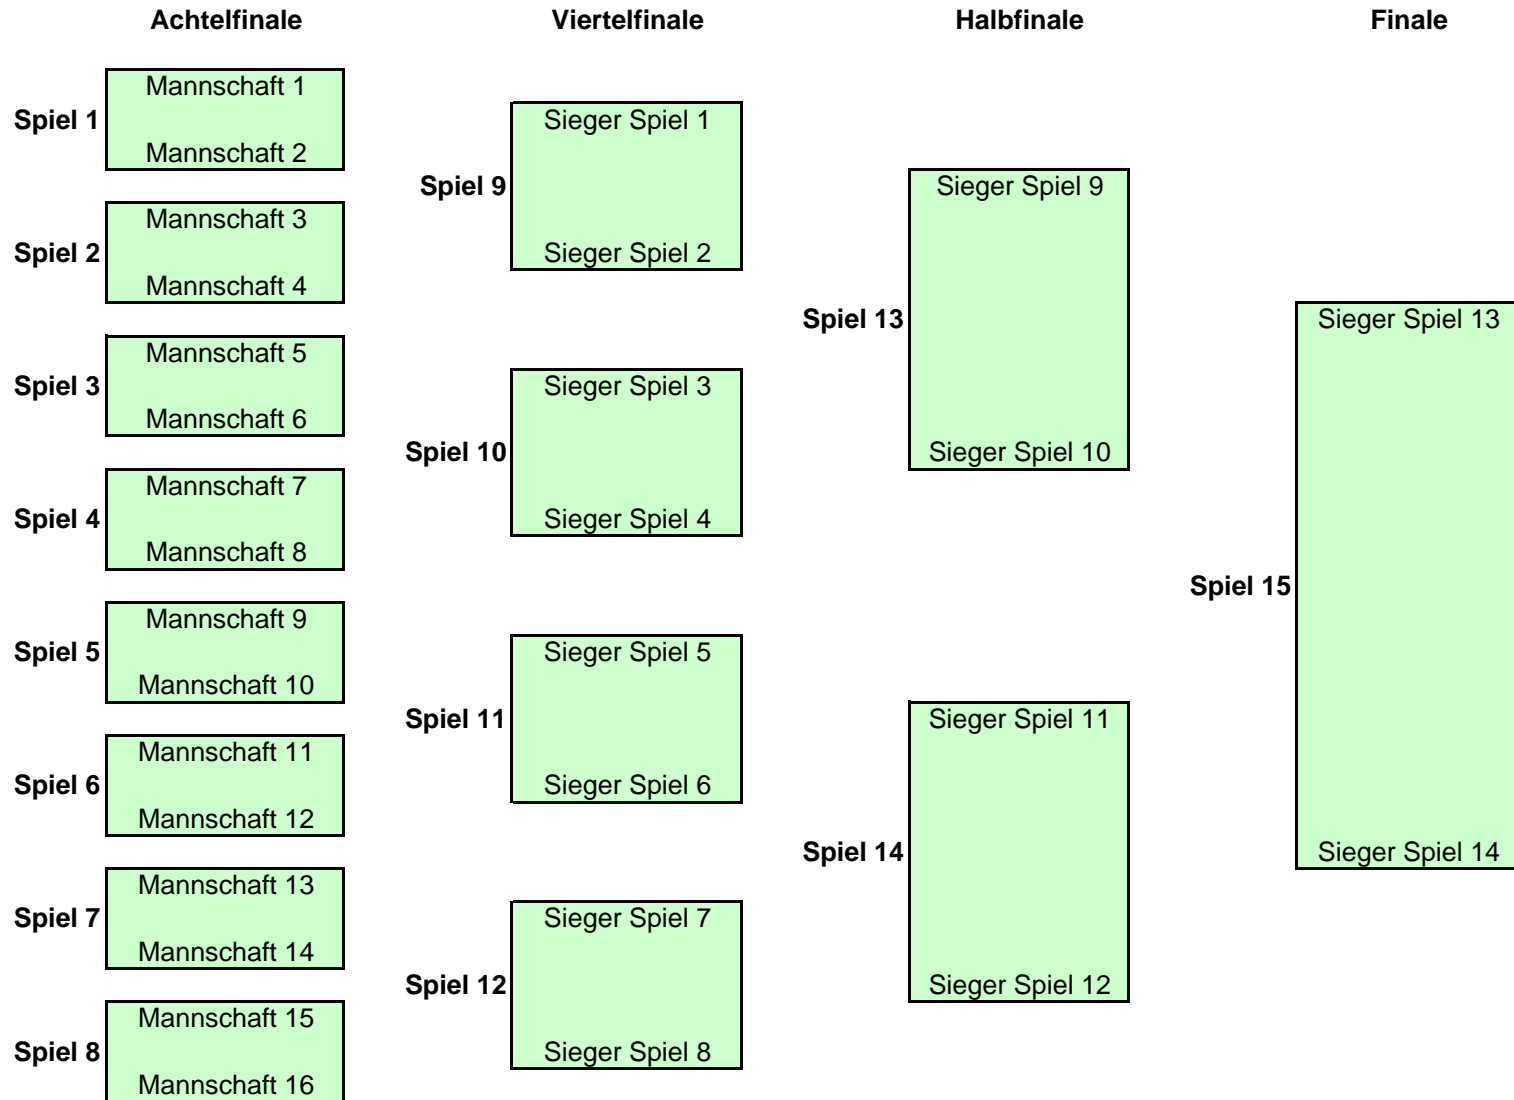 Achtelfinale
Viertelfinale
Halbfinale
Finale
Spiel 1
Mannschaft 1
Mannschaft 2
Spiel 2
Mannschaft 3
Mannschaft 4
Spiel 3
Mannschaft 5
Mannschaft 6
Spiel 4
Mannschaft 7
Mannschaft 8
Spiel 5
Mannschaft 9
Mannschaft 10
Spiel 6
Mannschaft 11
Mannschaft 12
Spiel 7
Mannschaft 13
Mannschaft 14
Spiel 8
Mannschaft 15
Mannschaft 16
Spiel 9
Sieger Spiel 1
Sieger Spiel 2
Spiel 10
Sieger Spiel 3
Sieger Spiel 4
Spiel 11
Sieger Spiel 5
Sieger Spiel 6
Spiel 12
Sieger Spiel 7
Sieger Spiel 8
Spiel 13
Sieger Spiel 9
Sieger Spiel 10
Spiel 14
Sieger Spiel 11
Sieger Spiel 12
Spiel 15
Sieger Spiel 13
Sieger Spiel 14